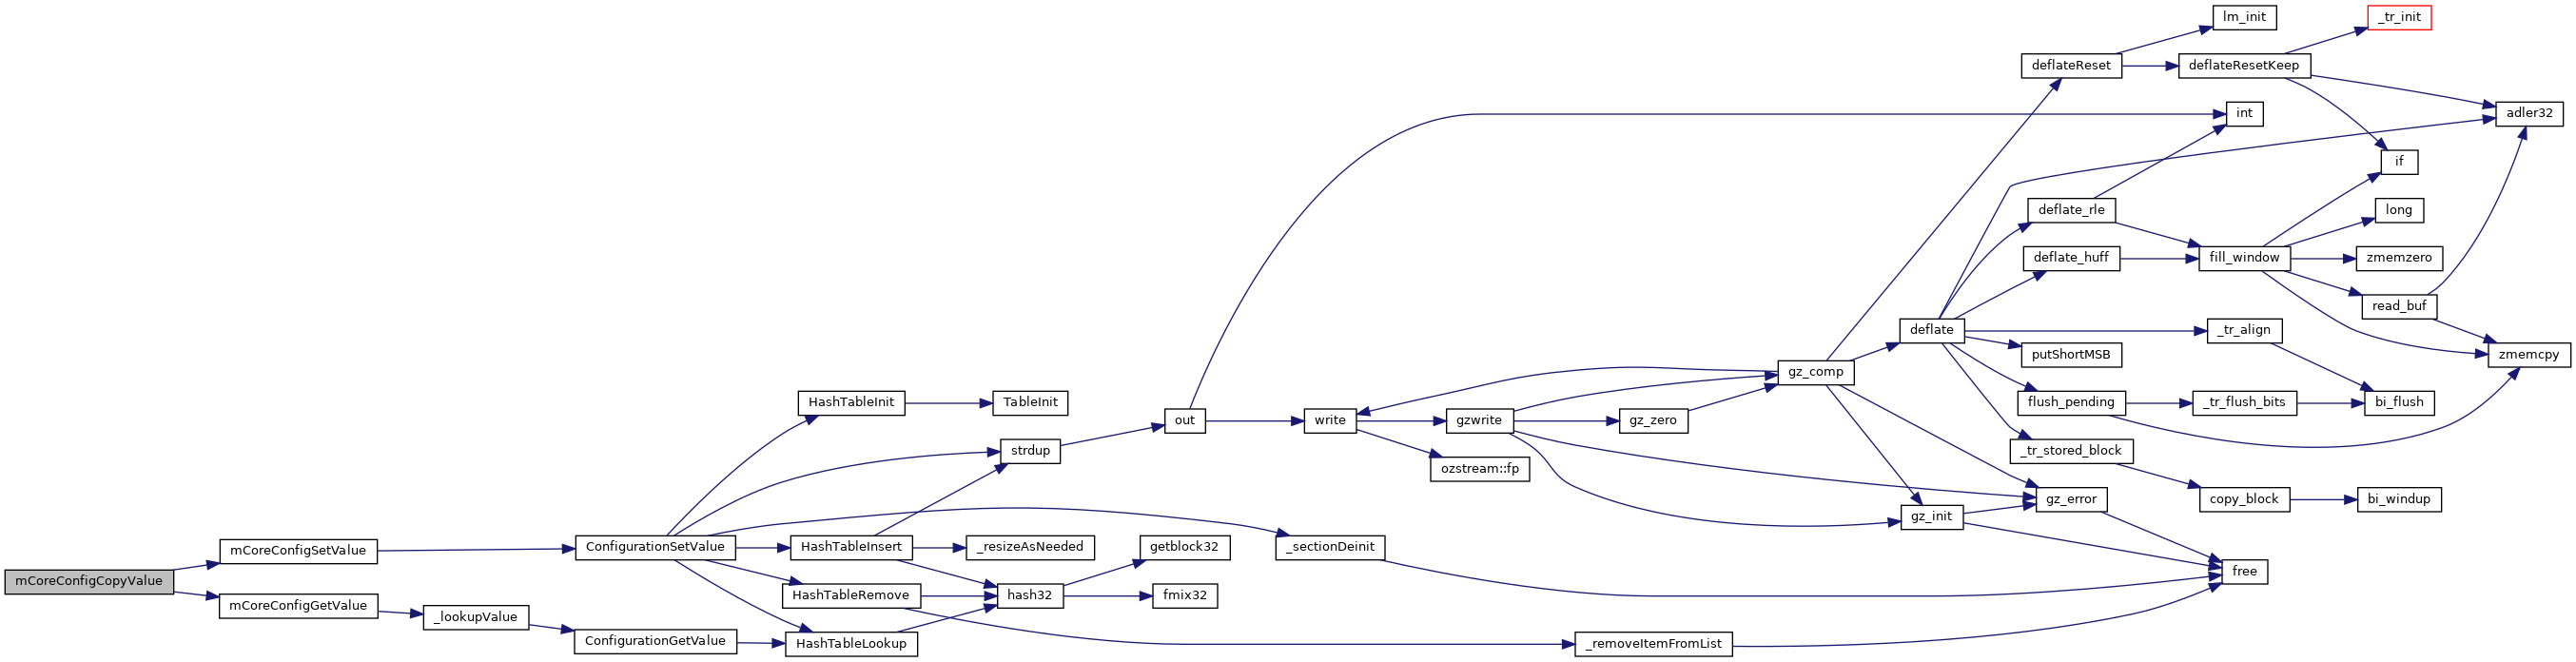 lm_init
_tr_init
deflateReset
deflateResetKeep
int
adler32
if
deflate_rle
long
deflate_huff
fill_window
zmemzero
read_buf
deflate
_tr_align
putShortMSB
zmemcpy
gz_comp
HashTableInit
TableInit
flush_pending
_tr_flush_bits
bi_flush
out
write
gzwrite
gz_zero
strdup
_tr_stored_block
ozstream::fp
gz_error
copy_block
bi_windup
gz_init
mCoreConfigSetValue
ConfigurationSetValue
HashTableInsert
_resizeAsNeeded
getblock32
_sectionDeinit
free
mCoreConfigCopyValue
HashTableRemove
hash32
fmix32
mCoreConfigGetValue
_lookupValue
ConfigurationGetValue
HashTableLookup
_removeItemFromList